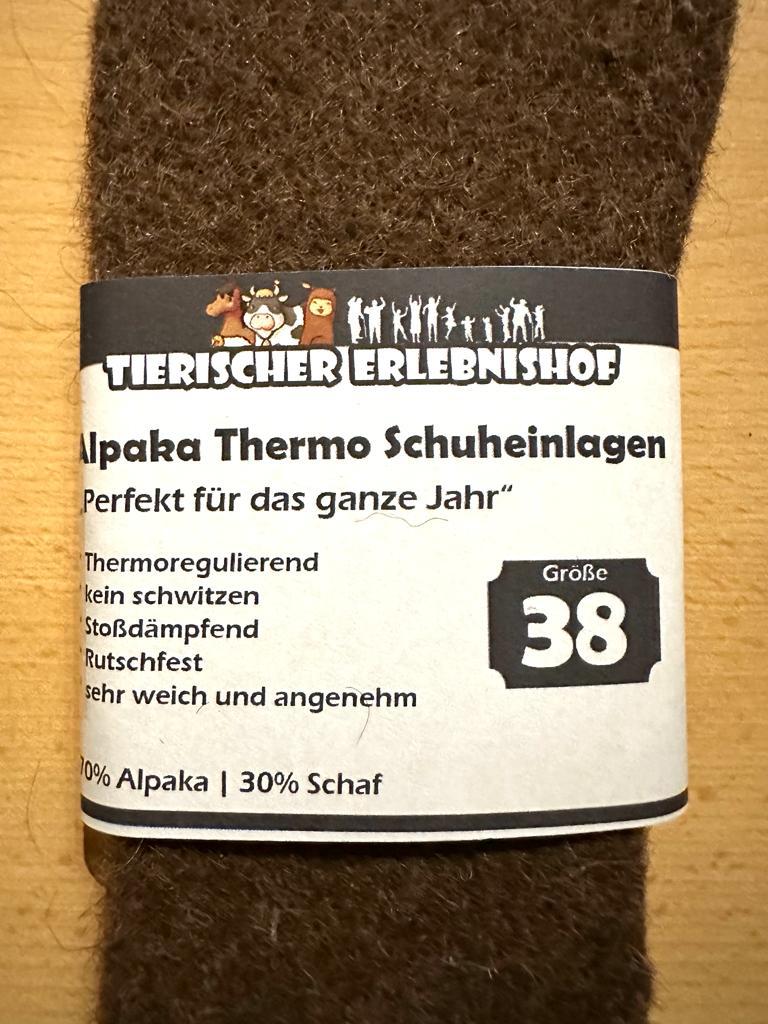 TIERISCHER ERLEBNISHOF
Alpaka Thermo Schuheinlagen
„Perfekt für das ganze Jahr“
* Thermoregulierend
* kein schwitzen
* Stoßdämpfend
* Rutschfest
* sehr weich und angenehm
Größe
38
70% Alpaka | 30% Schaf